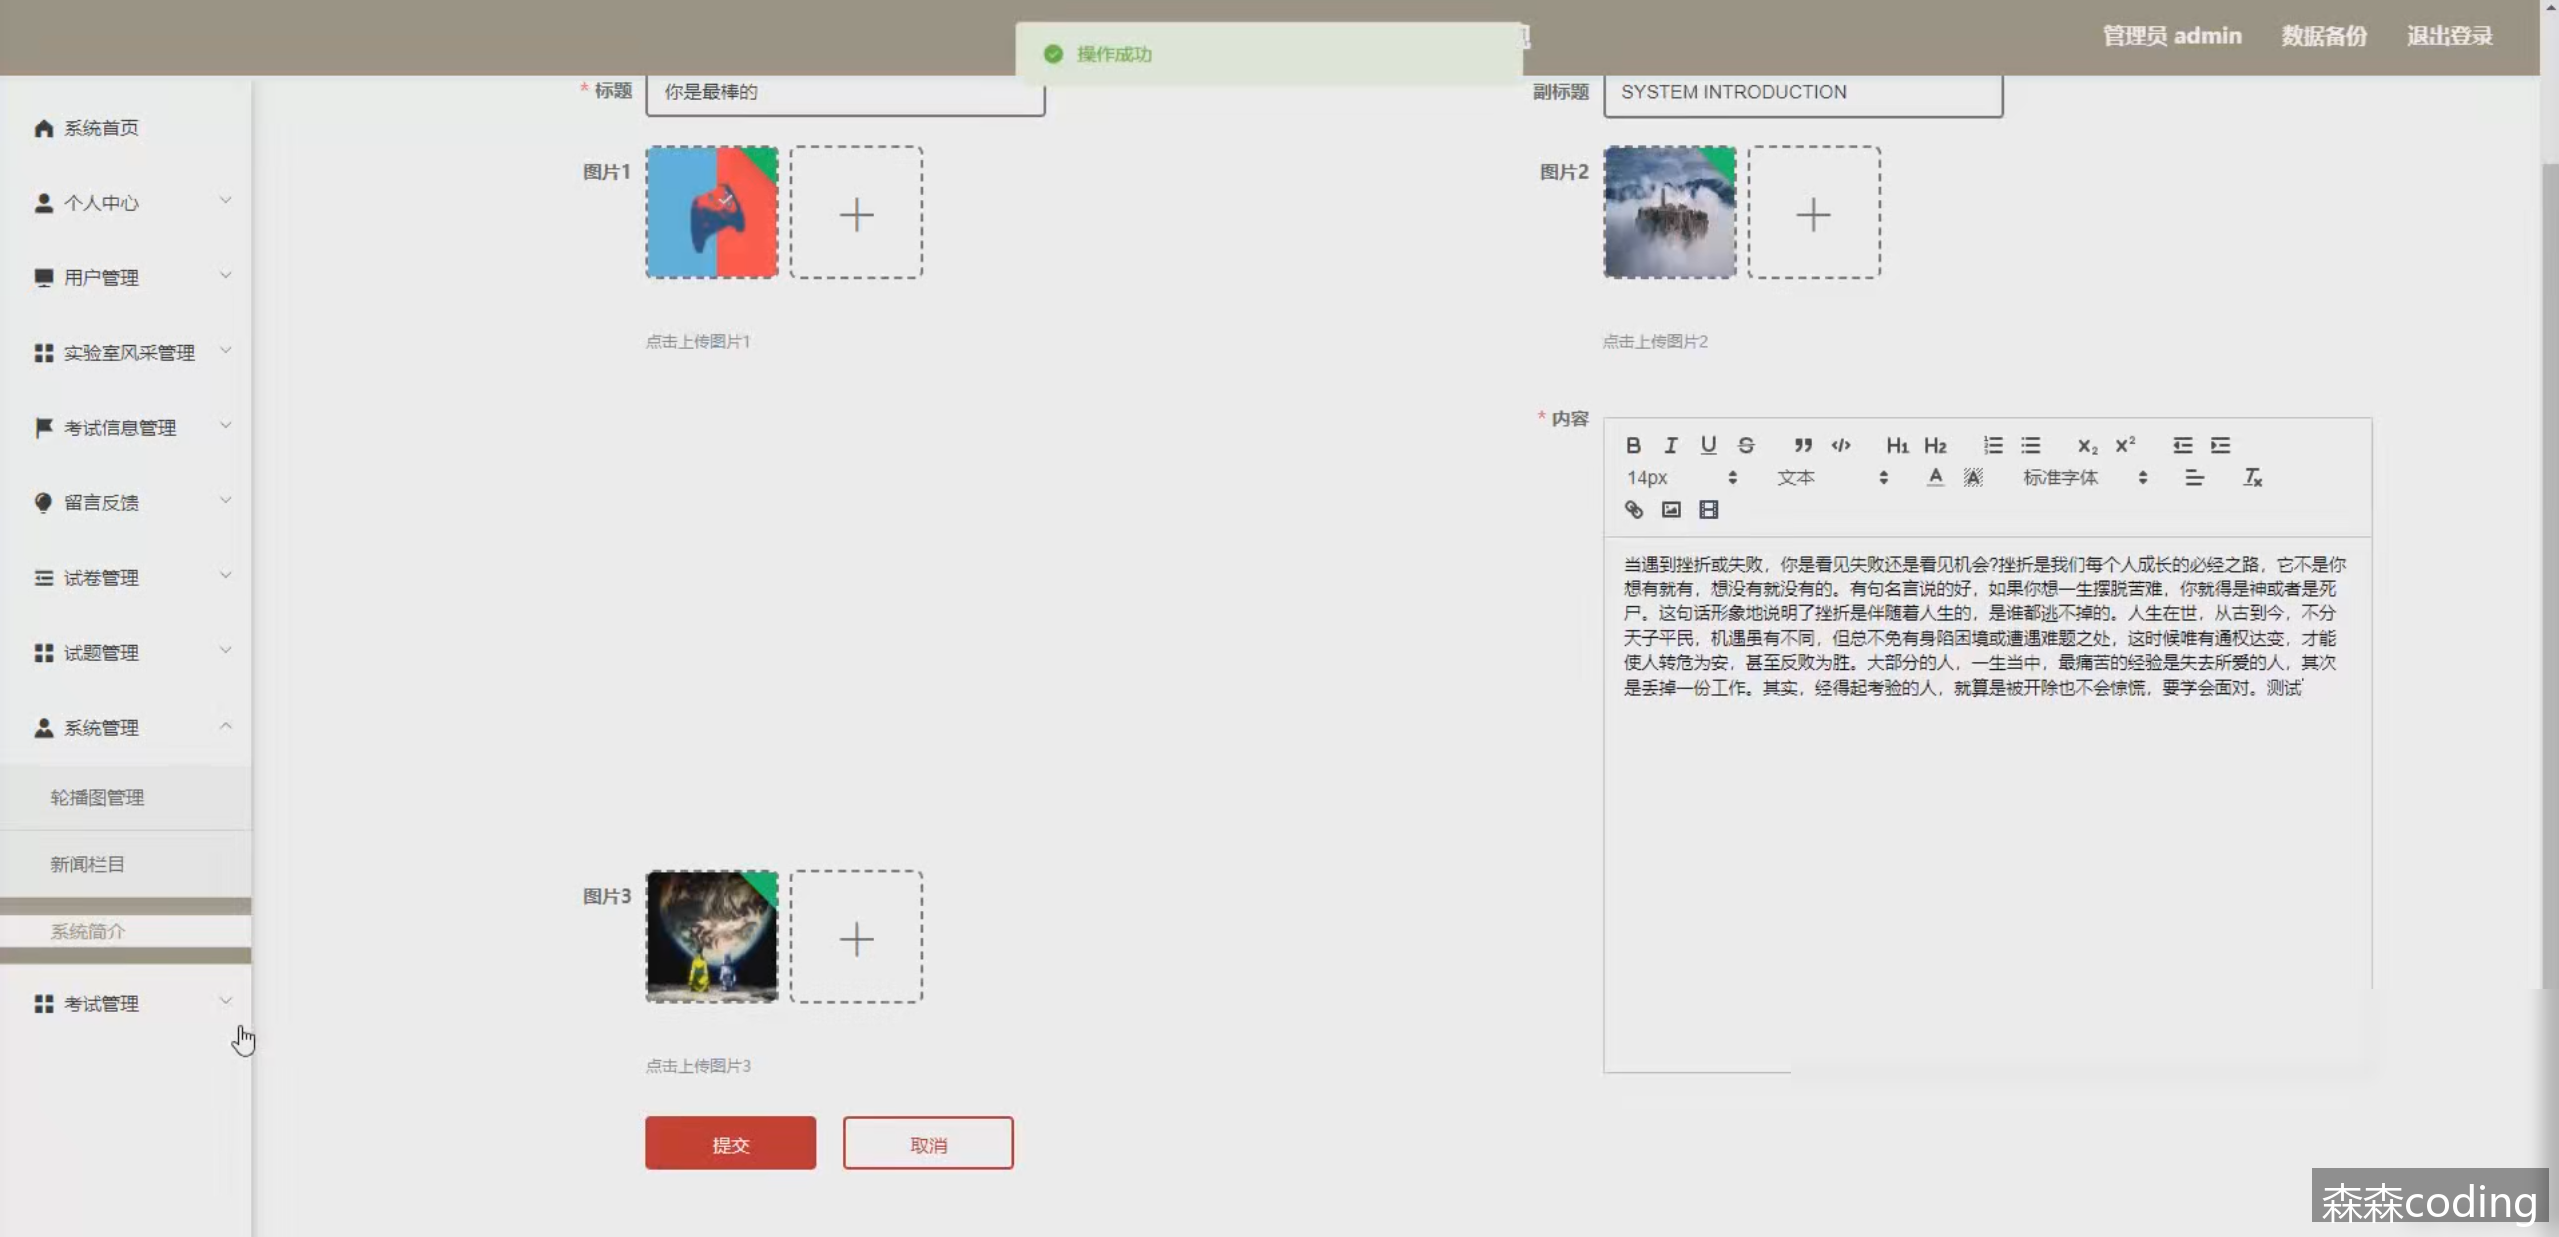 操作成功
管理员 admin
数据备份
退出登录
* 标题
你是最棒的
副标题
SYSTEM INTRODUCTION
系统首页
个人中心
用户管理
实验室风采管理
考试信息管理
留言反馈
试卷管理
试题管理
系统管理
轮播图管理
新闻栏目
系统简介
考试管理
图片1
点击上传图片1
图片2
点击上传图片2
* 内容
B I U S H1 H2 X2 X2
14px 文本 A A 标准字体 Tx
当遇到挫折或失败，你是看见失败还是看见机会?挫折是我们每个人成长的必经之路，它不是你
想有就有，想没有就没有的。有句名言说的好，如果你想一生摆脱苦难，你就得是神或者是死
尸。这句话形象地说明了挫折是伴随着人生的，是谁都逃不掉的。人生在世，从古到今，不分
天子平民，机遇虽有不同，但总不免有身陷困境或遭遇难题之处，这时候唯有通权达变，才能
使人转危为安，甚至反败为胜。大部分的人，一生当中，最痛苦的经验是失去所爱的人，其次
是丢掉一份工作。其实，经得起考验的人，就算是被开除也不会惊慌，要学会面对。测试
图片3
点击上传图片3
提交
取消
森森coding